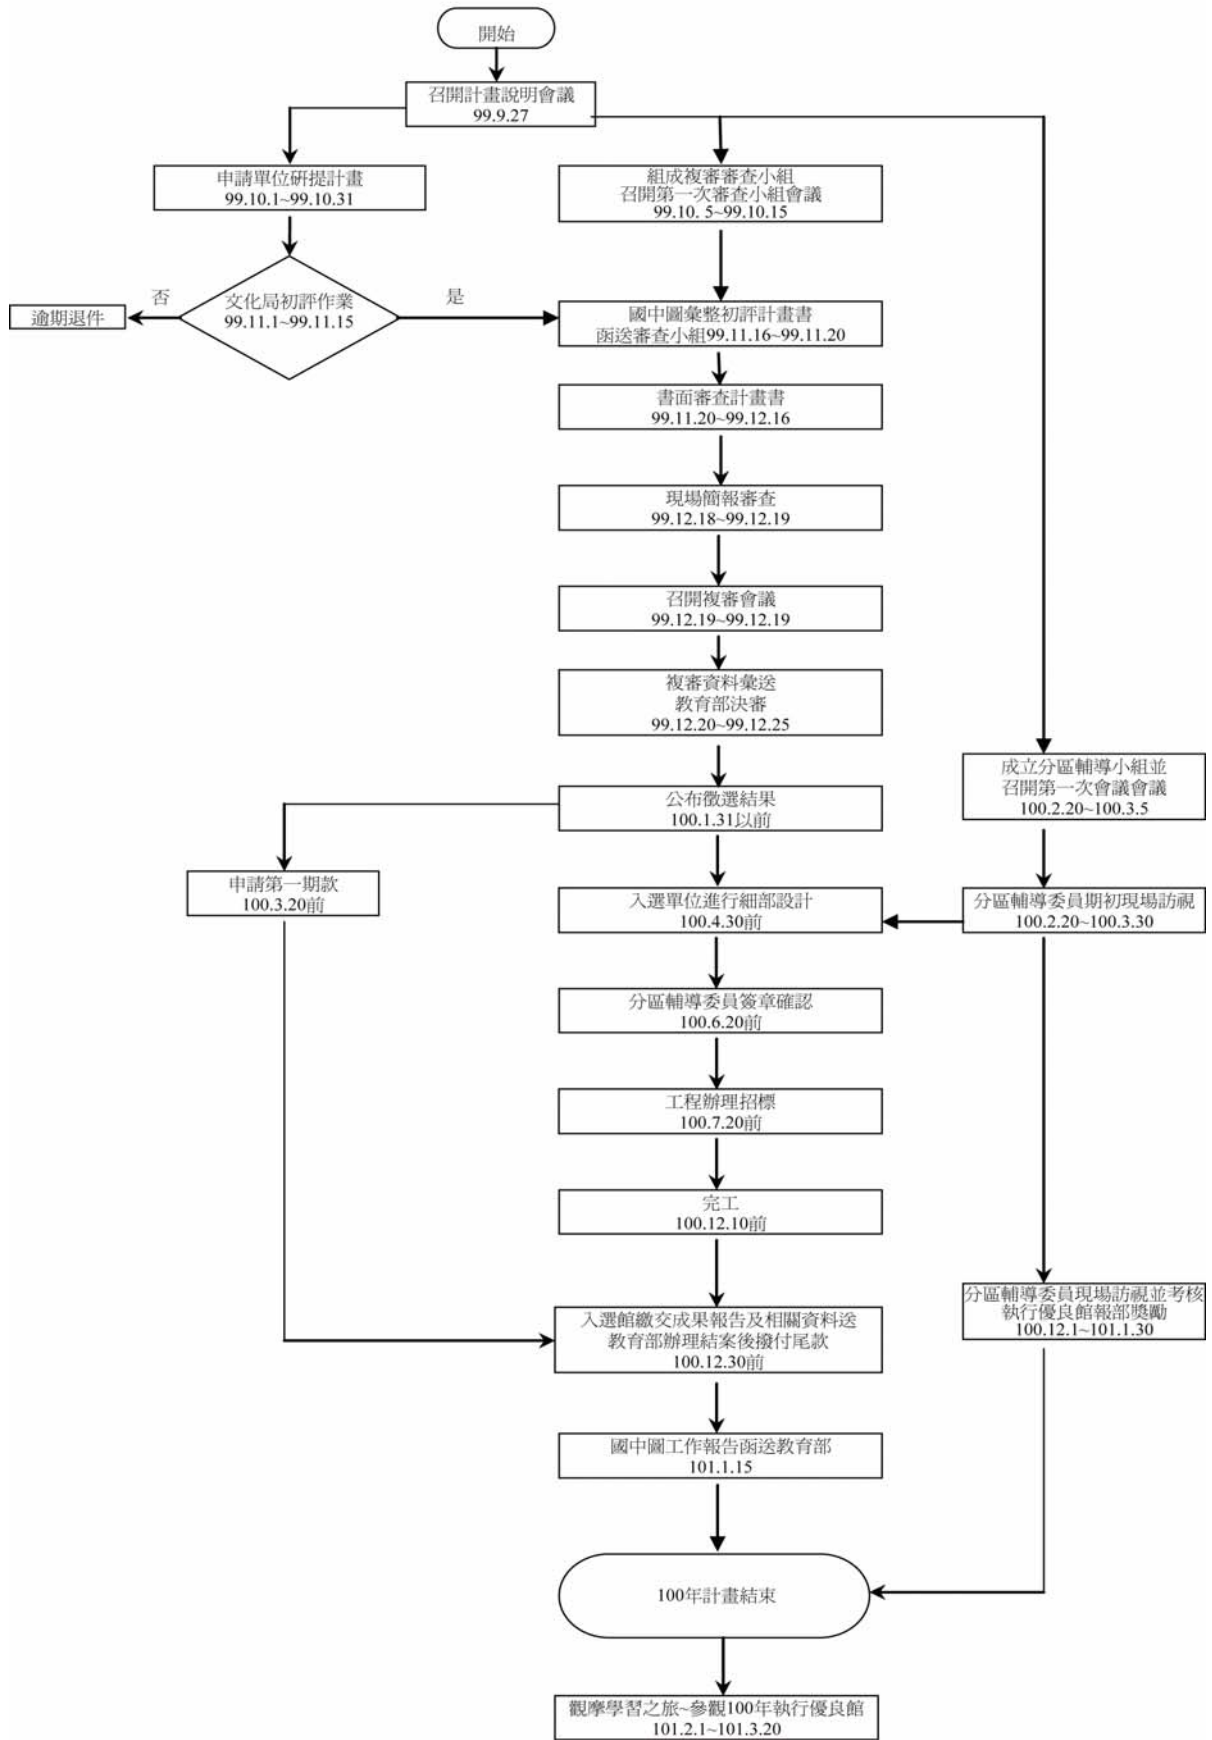 開始
召開計畫說明會議
99.9.27
申請單位研提計畫
99.10.1~99.10.31
組成複審審查小組
召開第一次審查小組會議
99.10. 5~99.10.15
否
文化局初評作業
99.11.1~99.11.15
是
逾期退件
國中圖彙整初評計畫書
函送審查小組99.11.16~99.11.20
書面審查計畫書
99.11.20~99.12.16
現場簡報審查
99.12.18~99.12.19
召開複審會議
99.12.19~99.12.19
複審資料彙送
教育部決審
99.12.20~99.12.25
成立分區輔導小組並
召開第一次會議會議
100.2.20~100.3.5
公布徵選結果
100.1.31以前
申請第一期款
100.3.20前
入選單位進行細部設計
100.4.30前
分區輔導委員期初現場訪視
100.2.20~100.3.30
分區輔導委員簽章確認
100.6.20前
工程辦理招標
100.7.20前
完工
100.12.10前
分區輔導委員現場訪視並考核
執行優良館報部獎勵
100.12.1~101.1.30
入選館繳交成果報告及相關資料送
教育部辦理結案後撥付尾款
100.12.30前
國中圖工作報告函送教育部
101.1.15
100年計畫結束
觀摩學習之旅~參觀100年執行優良館
101.2.1~101.3.20